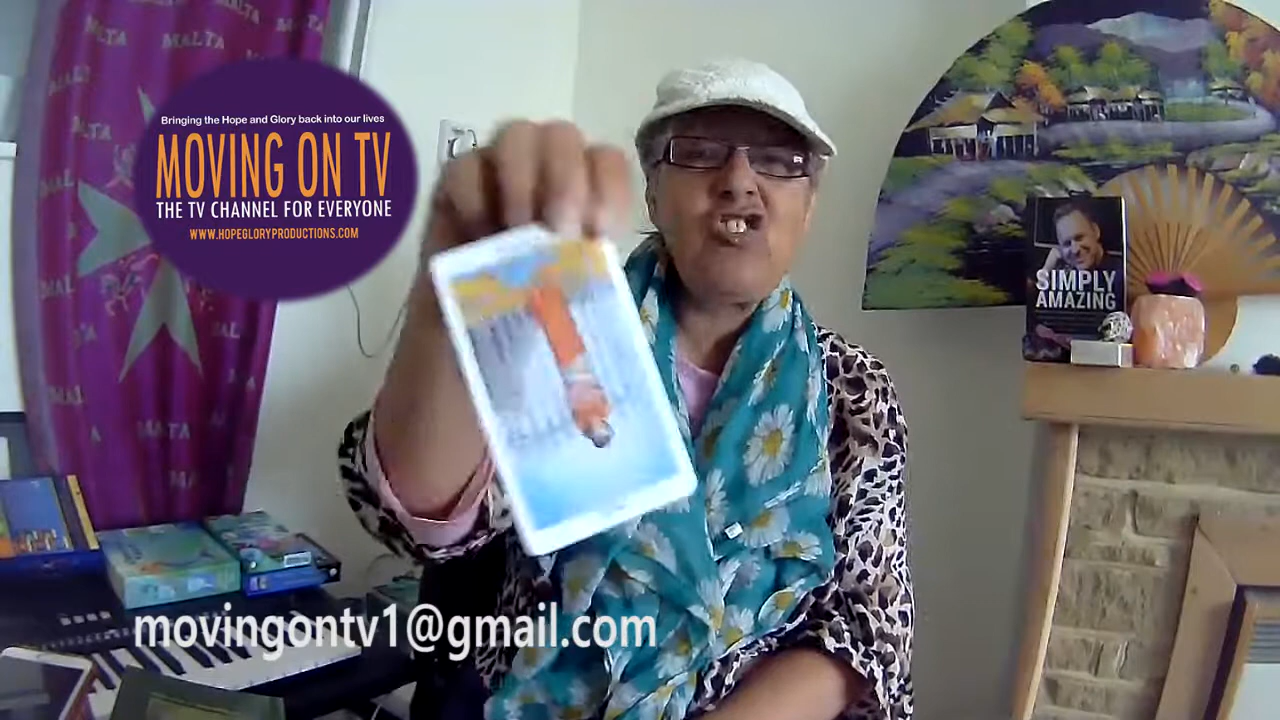 MALTA
MALTA
MALTA
Bringing the Hope and Glory back into our lives
MOVING ON TV
THE TV CHANNEL FOR EVERYONE
WWW.HOPEGLORYPRODUCTIONS.COM
MALTA
SIMPLY
AMAZING
movingontv1@gmail.com